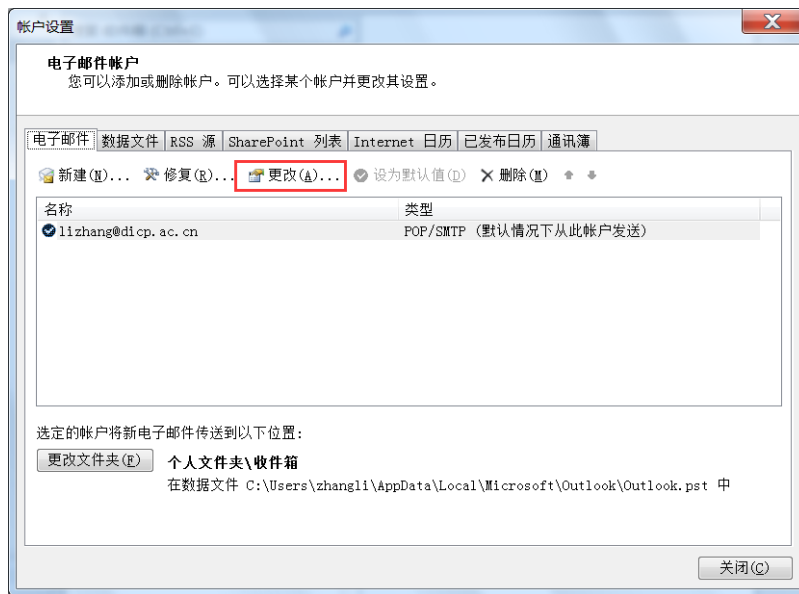 帐户设置
电子邮件帐户
您可以添加或删除帐户。可以选择某个帐户并更改其设置。
电子邮件 数据文件 RSS 源 SharePoint 列表 Internet 日历 已发布日历 通讯簿
新建(N)... 修复(R)... 更改(A)... 设为默认值(D) 删除(M)
名称 类型
lizhang@dicp.ac.cn POP/SMTP (默认情况下从此帐户发送)
选定的帐户将新电子邮件传送到以下位置:
更改文件夹(F) 个人文件夹\收件箱
在数据文件 C:\Users\zhangli\AppData\Local\Microsoft\Outlook\Outlook.pst 中
关闭(C)